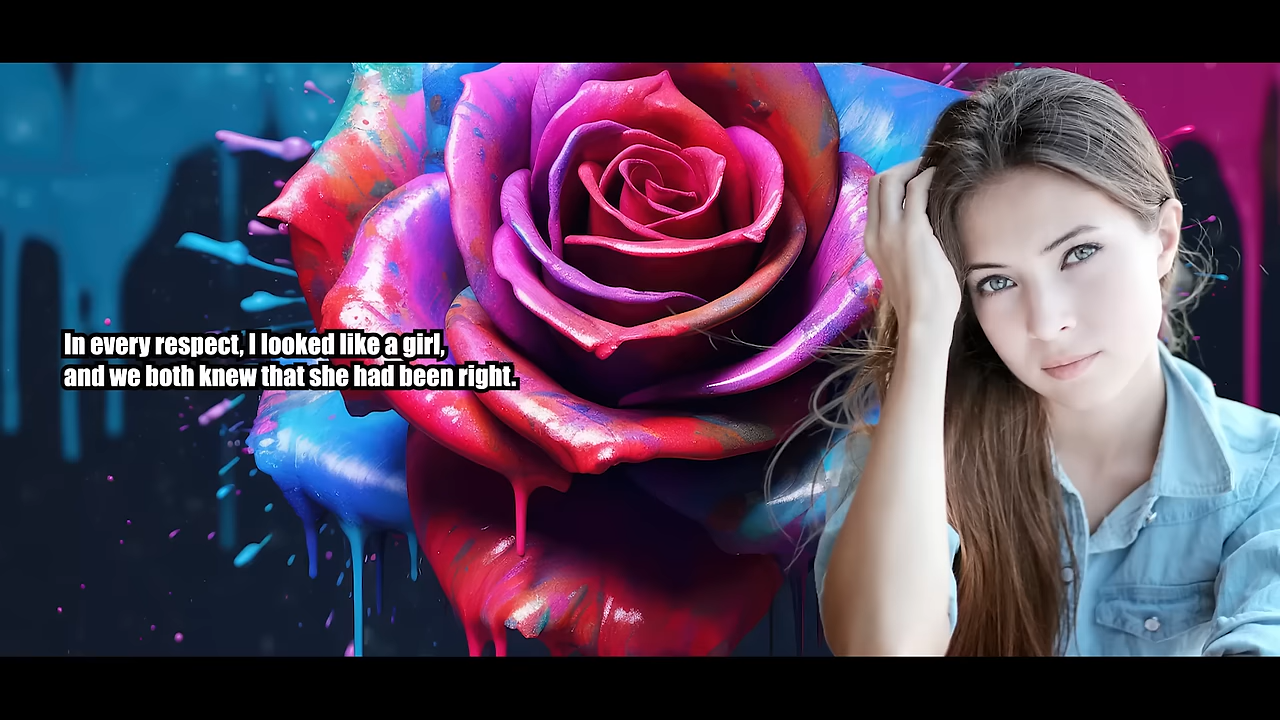 In every respect, I looked like a girl,
and we both knew that she had been right.